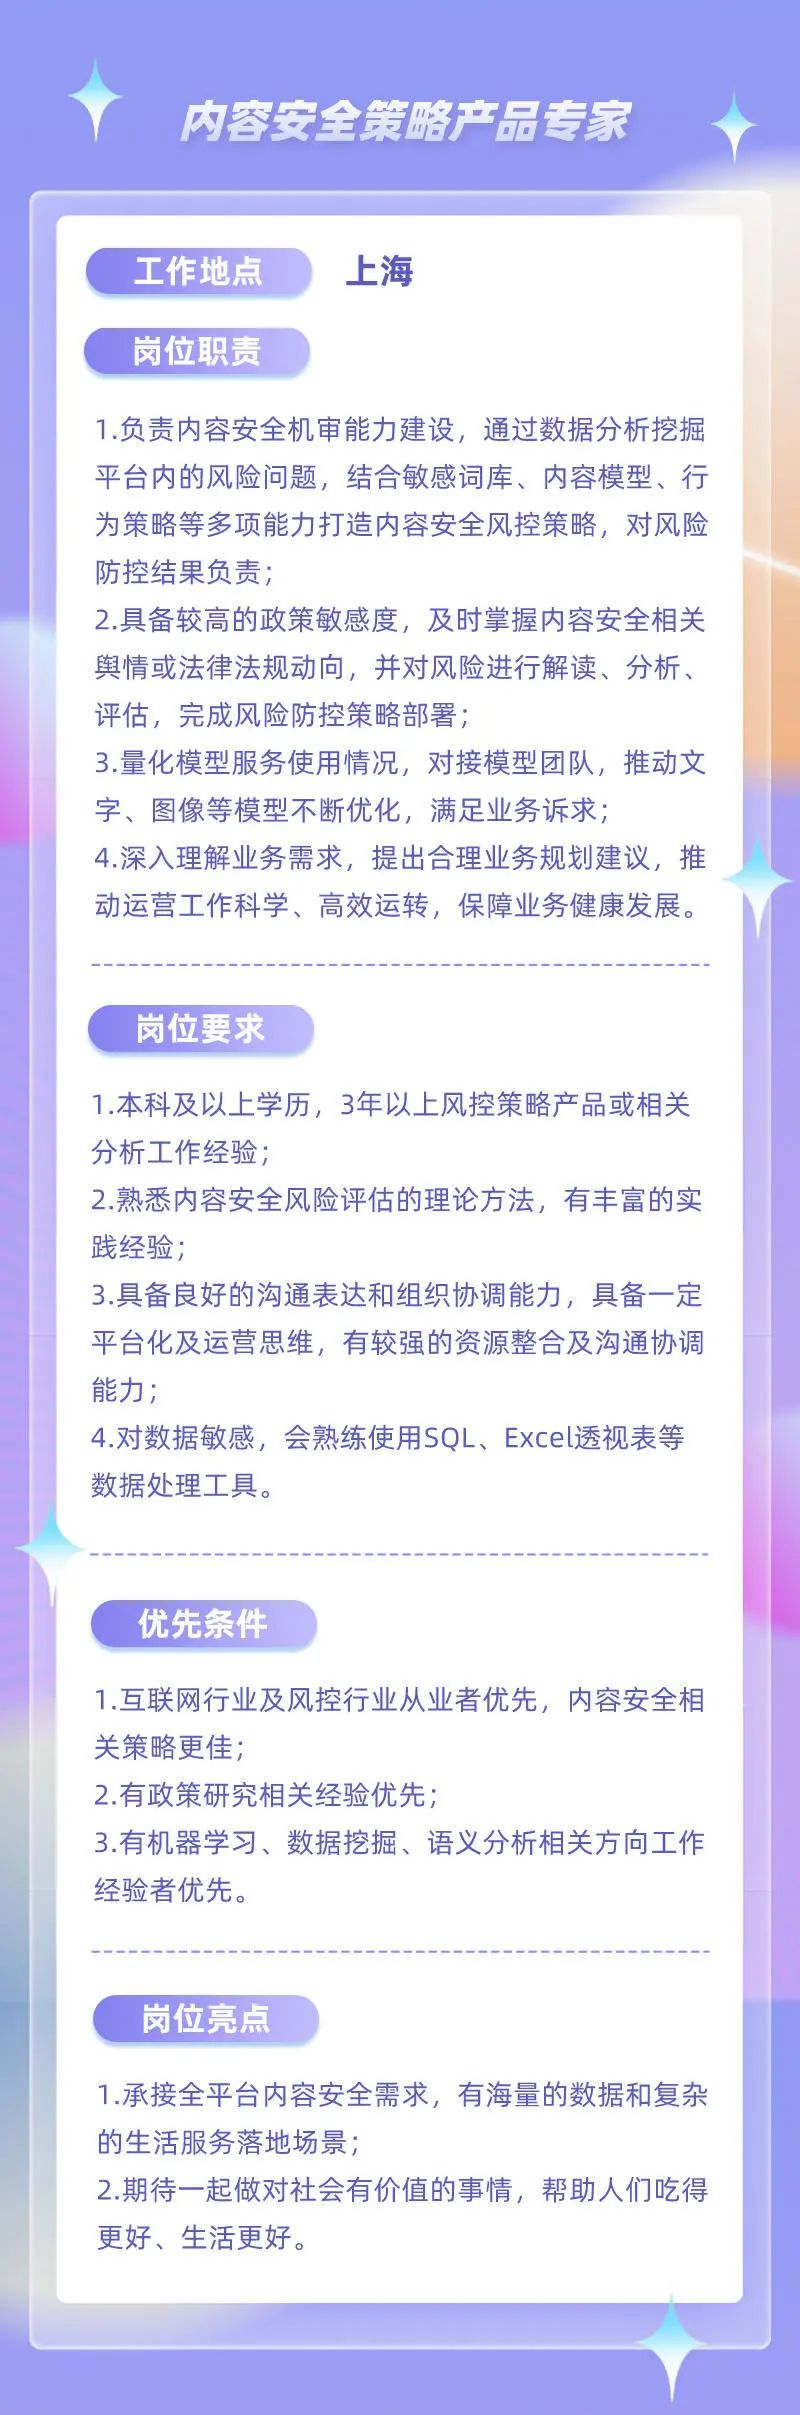 内容安全策略产品专家
工作地点 上海
岗位职责
1.负责内容安全机审能力建设，通过数据分析挖掘
平台内的风险问题，结合敏感词库、内容模型、行
为策略等多项能力打造内容安全风控策略，对风险
防控结果负责；
2.具备较高的政策敏感度，及时掌握内容安全相关
舆情或法律法规动向，并对风险进行解读、分析、
评估，完成风险防控策略部署；
3.量化模型服务使用情况，对接模型团队，推动文
字、图像等模型不断优化，满足业务诉求；
4.深入理解业务需求，提出合理业务规划建议，推
动运营工作科学、高效运转，保障业务健康发展。
岗位要求
1.本科及以上学历，3年以上风控策略产品或相关
分析工作经验；
2.熟悉内容安全风险评估的理论方法，有丰富的实
践经验；
3.具备良好的沟通表达和组织协调能力，具备一定
平台化及运营思维，有较强的资源整合及沟通协调
能力；
4.对数据敏感，会熟练使用SQL、Excel透视表等
数据处理工具。
优先条件
1.互联网行业及风控行业从业者优先，内容安全相
关策略更佳；
2.有政策研究相关经验优先；
3.有机器学习、数据挖掘、语义分析相关方向工作
经验者优先。
岗位亮点
1.承接全平台内容安全需求，有海量的数据和复杂
的生活服务落地场景；
2.期待一起做对社会有价值的事情，帮助人们吃得
更好、生活更好。